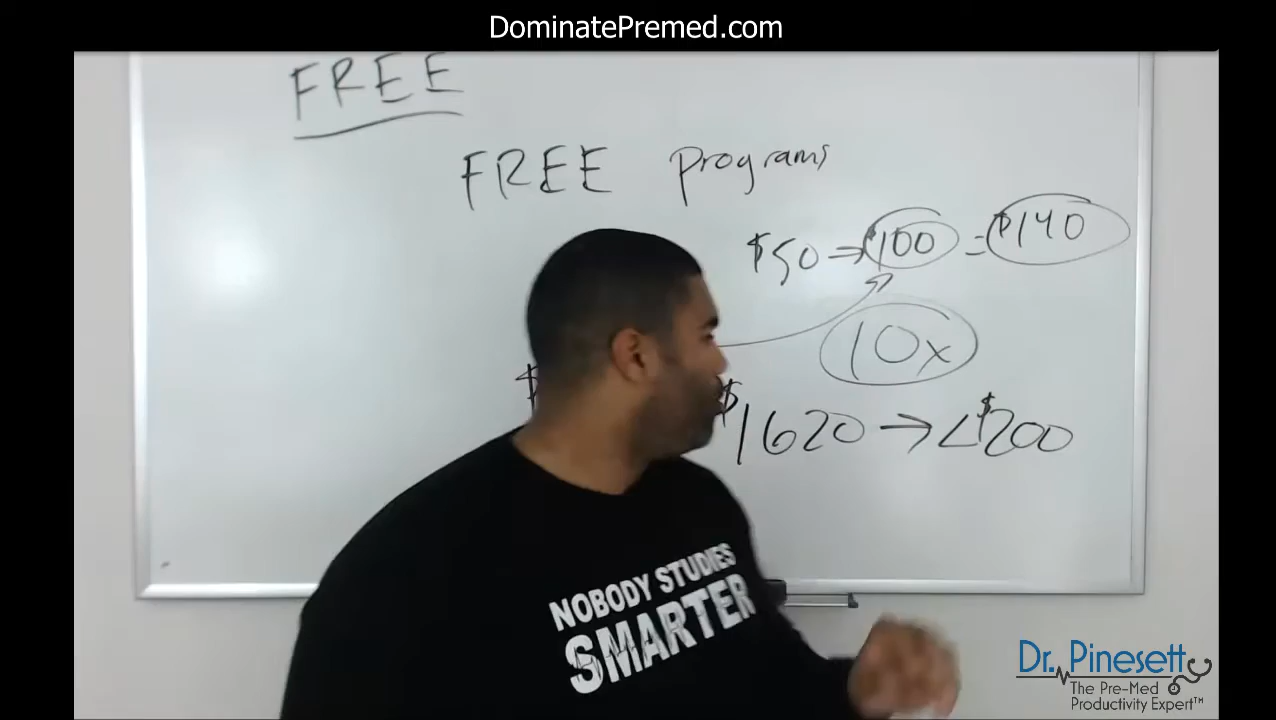 DominatePremed.com
FREE
FREE programs
$50 → $100 = $140
10x
$
$1620 → <$200
NOBODY STUDIES
SMARTER
Dr. Pinesett
The Pre-Med
Productivity Expert™